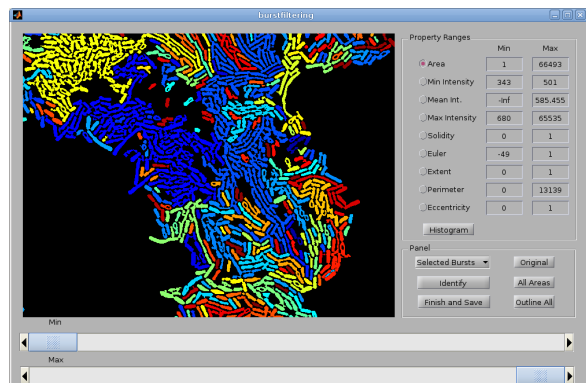 burstfiltering
Property Ranges
Min Max
Area 1 66493
Min Intensity 343 501
Mean Int. -Inf 585.455
Max Intensity 680 65535
Solidity 0 1
Euler -49 1
Extent 0 1
Perimeter 0 13139
Eccentricity 0 1
Histogram
Panel
Selected Bursts Original
Identify All Areas
Finish and Save Outline All
Min
Max